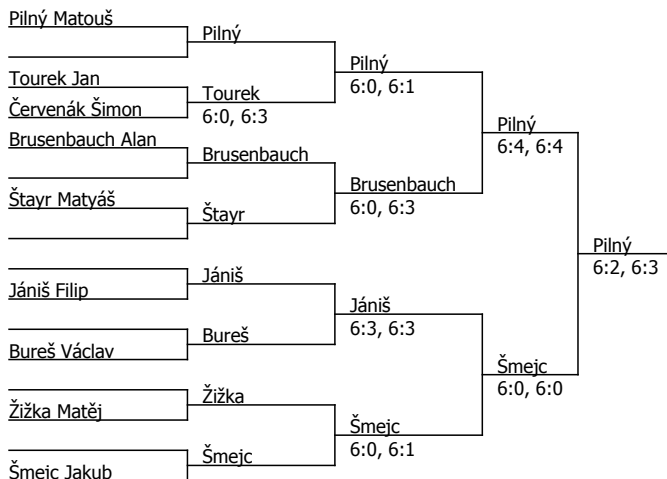 Pilný Matouš
Pilný
Pilný
6:0, 6:1
Tourek Jan
Tourek
6:0, 6:3
Červenák Šimon
Pilný
6:4, 6:4
Brusenbauch Alan
Brusenbauch
Brusenbauch
6:0, 6:3
Štayr Matyáš
Štayr
Pilný
6:2, 6:3
Jániš
Jániš Filip
Jániš
6:3, 6:3
Bureš
Bureš Václav
Šmejc
6:0, 6:0
Žižka
Žižka Matěj
Šmejc
6:0, 6:1
Šmejc
Šmejc Jakub